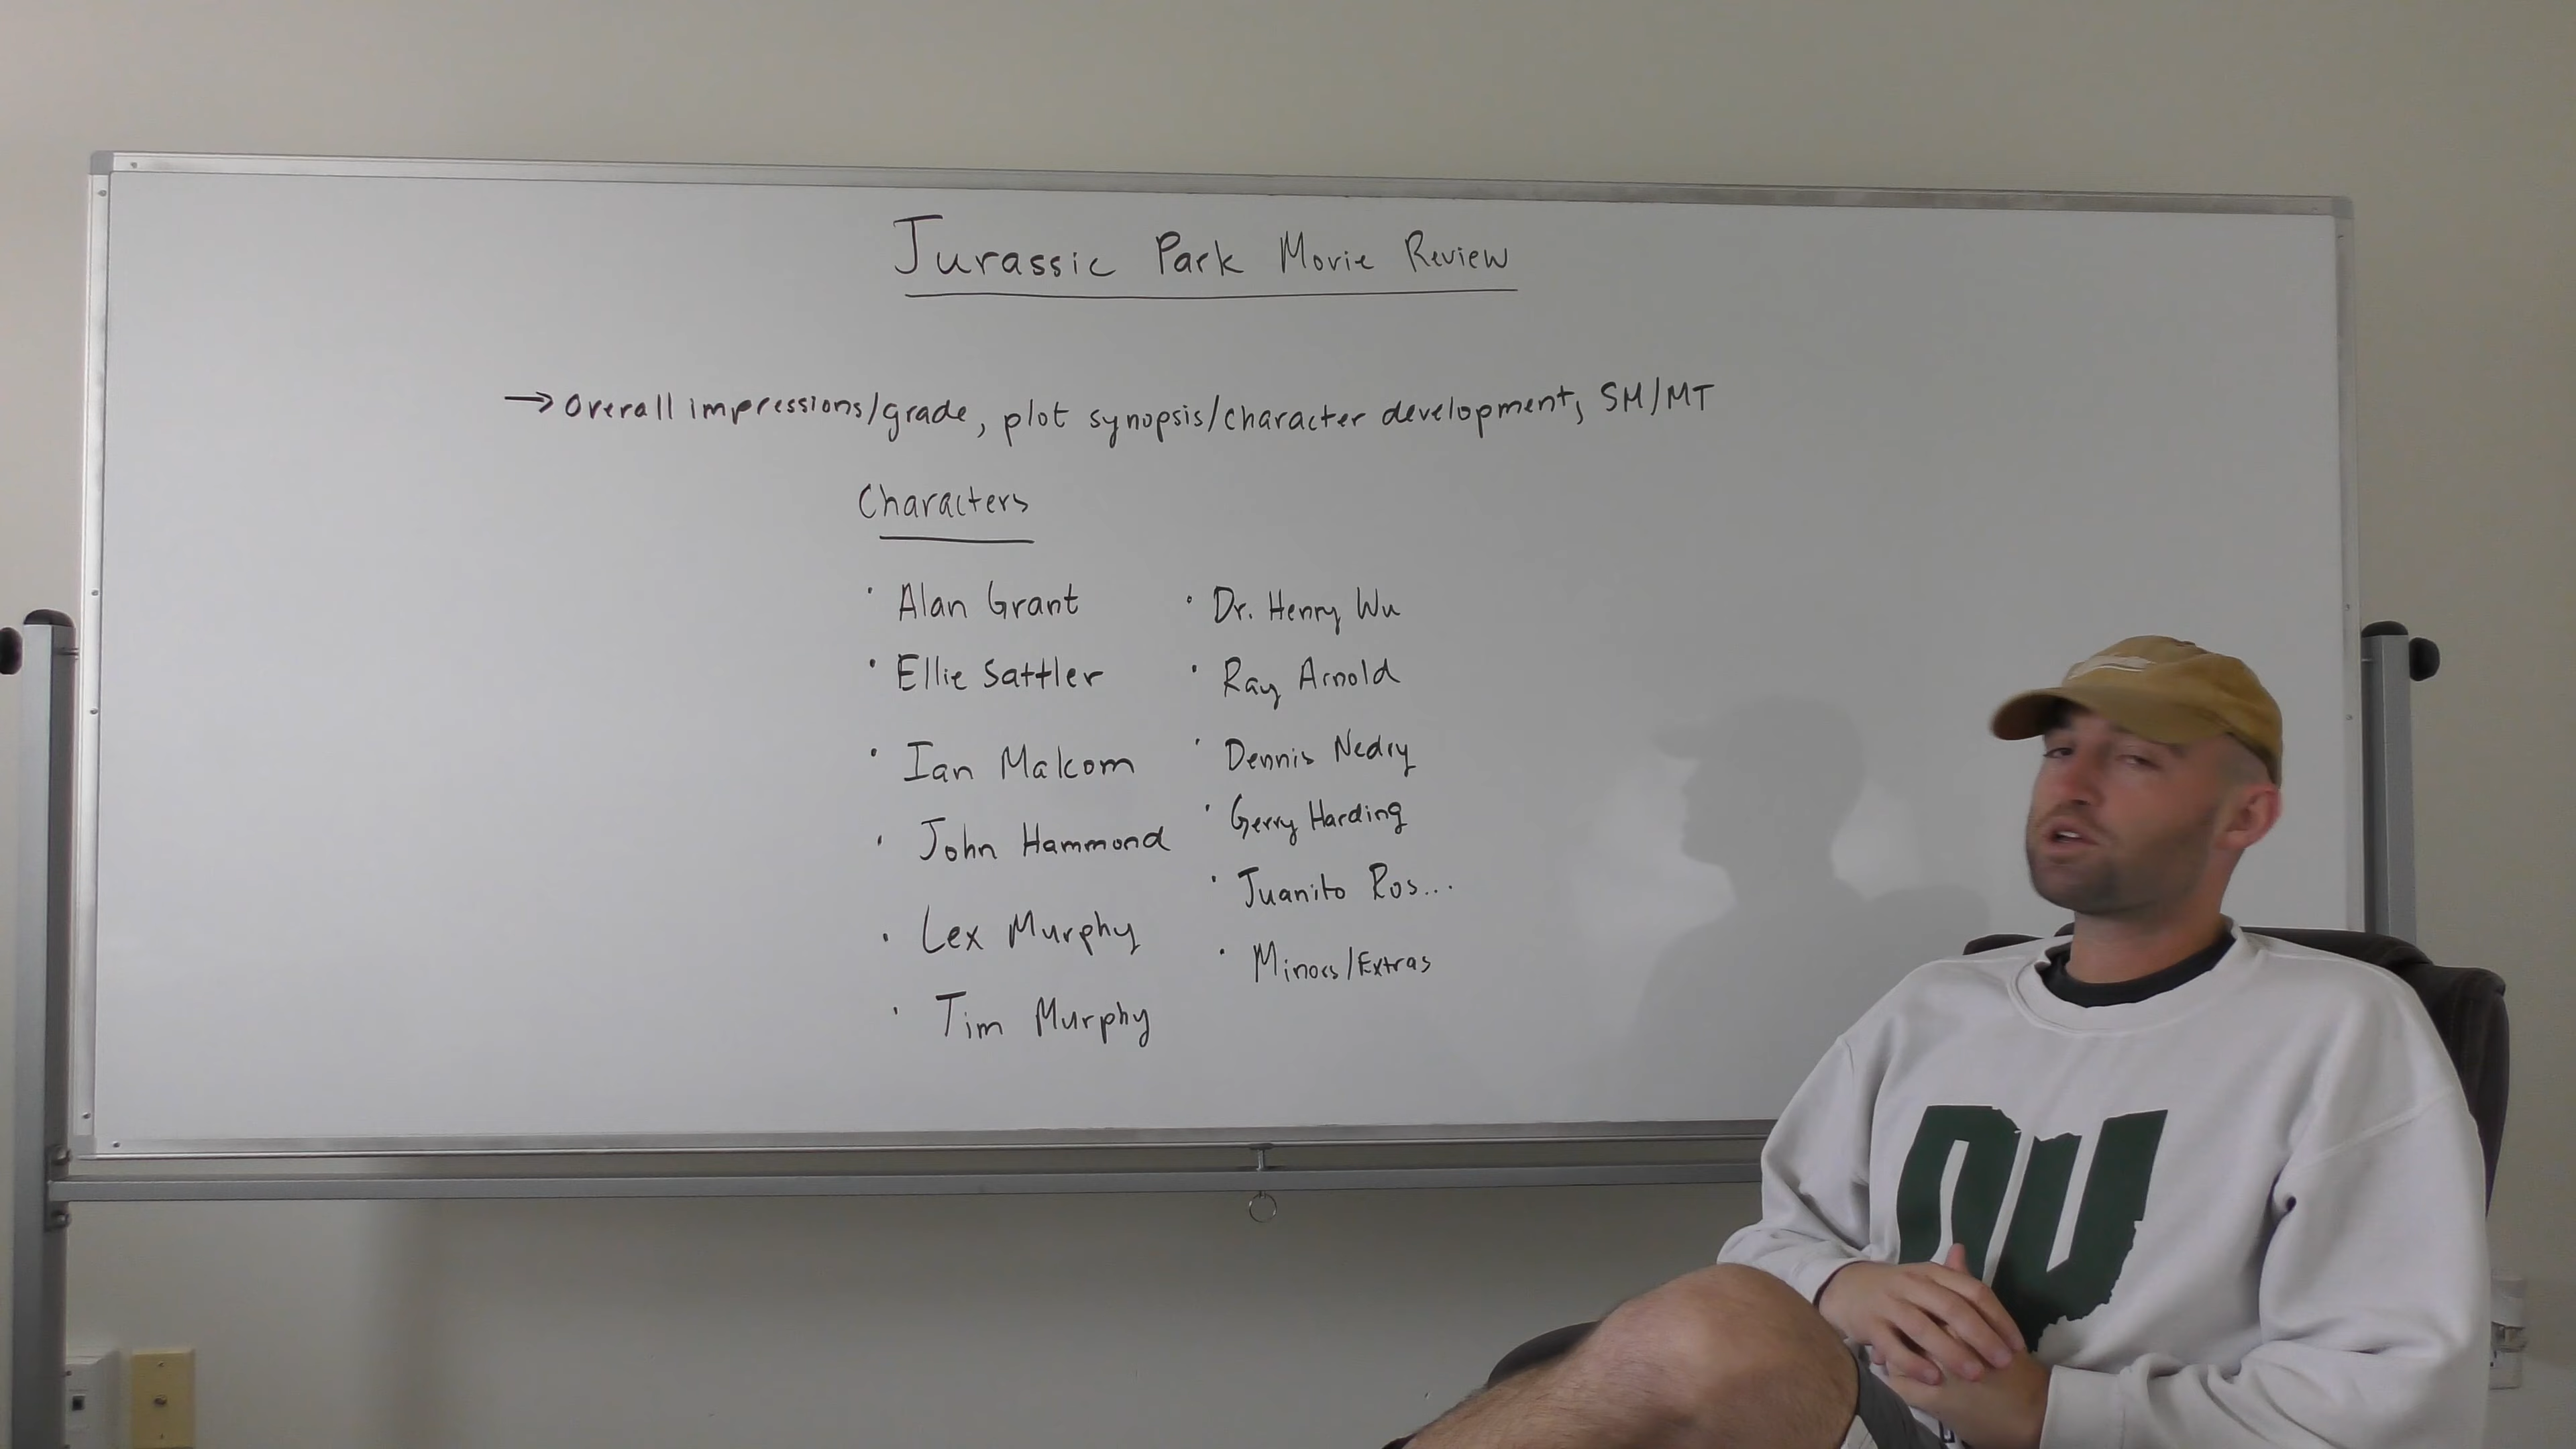 Jurassic Park Movie Review
→ Overall impressions/grade, plot synopsis/character development, SM/MT
Characters
· Alan Grant
· Ellie Sattler
· Ian Malcom
· John Hammond
· Lex Murphy
· Tim Murphy
· Dr. Henry Wu
· Ray Arnold
· Dennis Nedry
· Gerry Harding
· Juanito Ros...
· Minors/Extras
OU